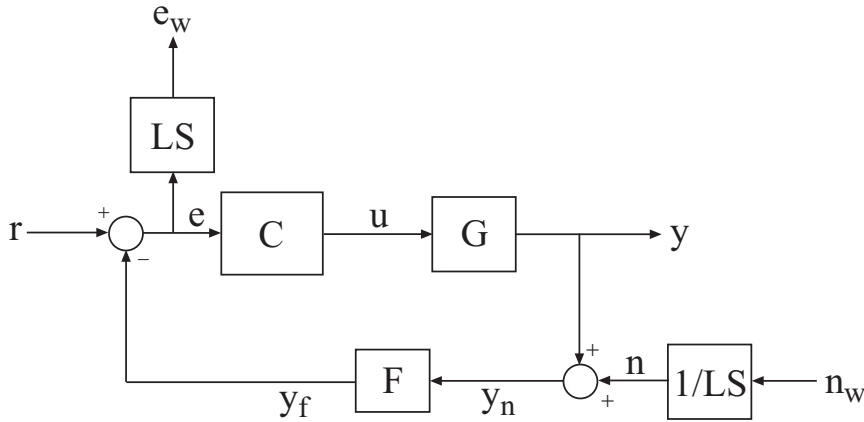 e_w
LS
r + e C u G y
−
+
y_f F y_n + n 1/LS n_w